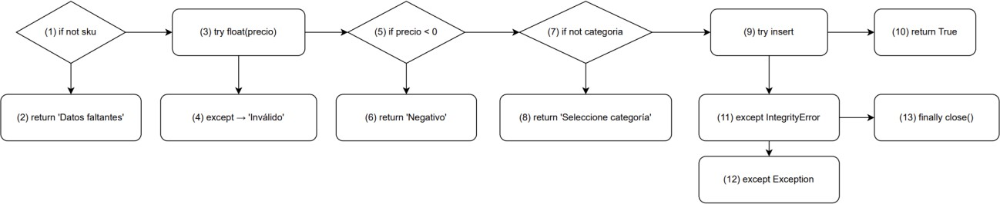 (1) if not sku
(3) try float(precio)
(5) if precio < 0
(7) if not categoria
(9) try insert
(10) return True
(2) return 'Datos faltantes'
(4) except → 'Inválido'
(6) return 'Negativo'
(8) return 'Seleccione categoría'
(11) except IntegrityError
(13) finally close()
(12) except Exception